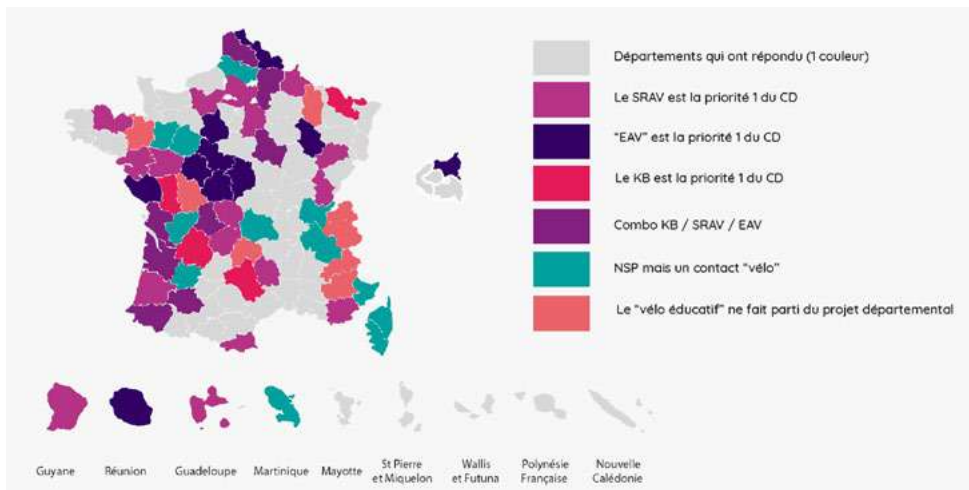 Départements qui ont répondu (1 couleur)
Le SRAV est la priorité 1 du CD
"EAV" est la priorité 1 du CD
Le KB est la priorité 1 du CD
Combo KB / SRAV / EAV
NSP mais un contact "vélo"
Le "vélo éducatif" ne fait parti du projet départemental
Guyane
Réunion
Guadeloupe
Martinique
Mayotte
St Pierre
et Miquelon
Wallis
et Futuna
Polynésie
Française
Nouvelle
Calédonie